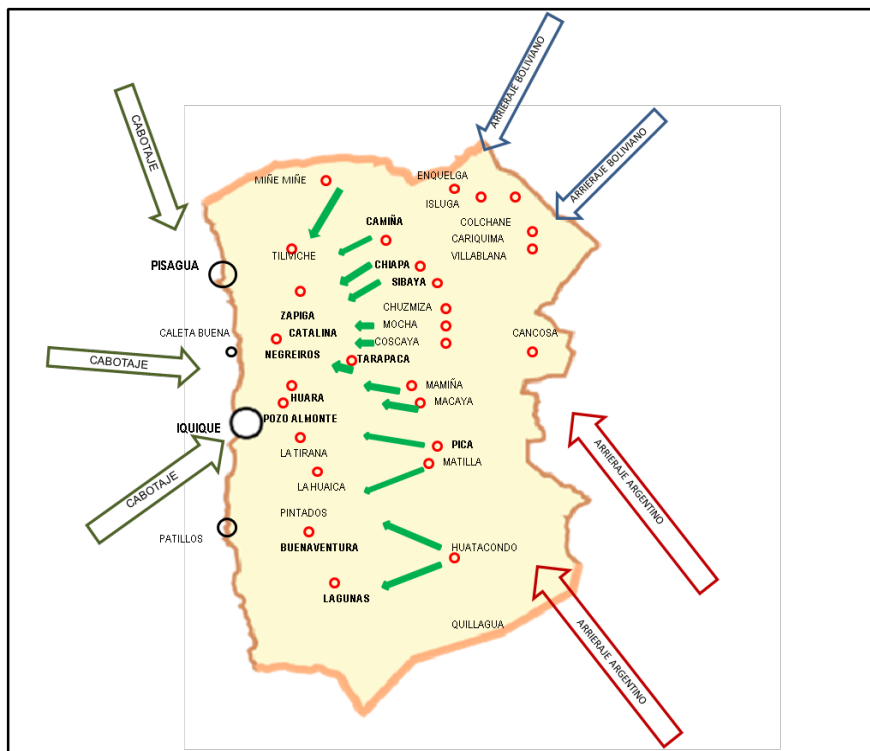 ARRIERAJE BOLIVIANO
ARRIERAJE BOLIVIANO
CABOTAJE
MIÑE MIÑE
ENQUELGA
ISLUGA
CAMIÑA
COLCHANE
CARIQUIMA
VILLABLANA
TILIVICHE
PISAGUA
CHIAPA
SIBAYA
ZAPIGA
CHUZMIZA
CALETA BUENA
CATALINA
MOCHA
CANCOSA
NEGREIROS
COSCAYA
CABOTAJE
TARAPACA
HUARA
MAMIÑA
MACAYA
IQUIQUE
POZO ALMONTE
LA TIRANA
PICA
MATILLA
ARRIERAJE ARGENTINO
CABOTAJE
LA HUAICA
PINTADOS
PATILLOS
BUENAVENTURA
HUATACONDO
LAGUNAS
QUILLAGUA
ARRIERAJE ARGENTINO